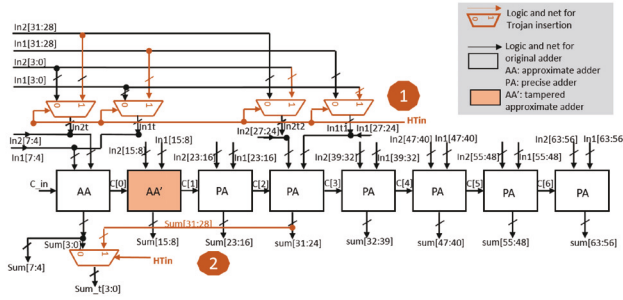 In2[31:28]
In1[31:28]
In2[3:0]
In1[3:0]
Logic and net for
Trojan insertion
Logic and net for
original adder
AA: approximate adder
PA: precise adder
AA': tampered
approximate adder
0 1 0 1 0 1 0 1
1
HTin
In2t In1t In2t2 In1t1
In2[7:4] In2[15:8] In1[15:8] In2[27:24] In1[27:24] In2[47:40] In1[47:40] In2[63:56] In1[63:56
In1[7:4] In2[23:16] In1[23:16] In2[39:32] In1[39:32] In2[55:48] In1[55:48]
C_in AA C[0] AA' C[1] PA C[2] PA C[3] PA C[4] PA C[5] PA C[6] PA
Sum[31:28]
Sum[3:0] Sum[15:8] Sum[23:16] sum[31:24] sum[32:39] sum[47:40] sum[55:48] sum[63:56]
0 1
2
HTin
Sum[7:4]
Sum_t[3:0]